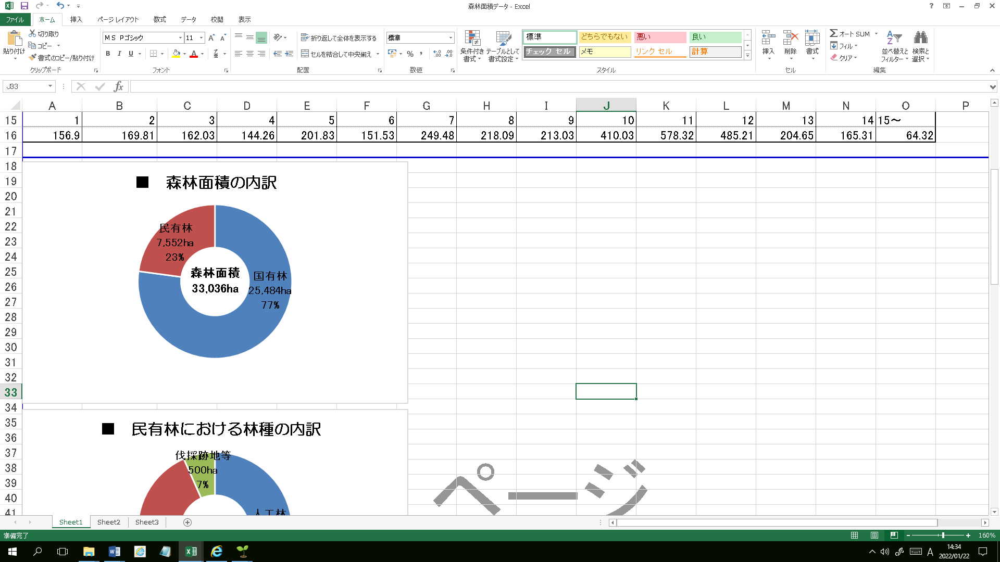 森林面積データ - Excel
ファイル ホーム 挿入 ページ レイアウト 数式 データ 校閲 表示
貼り付け
切り取り
コピー
書式のコピー/貼り付け
クリップボード
ＭＳ Ｐゴシック 11
B I U
フォント
折り返して全体を表示する
セルを結合して中央揃え
配置
標準
%
数値
条件付き
書式
テーブルとして
書式設定
標準 どちらでもない 悪い 良い
チェック セル メモ リンク セル 計算
スタイル
挿入 削除 書式
セル
オート SUM
フィル
クリア
並べ替えと
フィルター
検索と
選択
編集
J33
fx
A B C D E F G H I J K L M N O P
15 1 2 3 4 5 6 7 8 9 10 11 12 13 14 15～
16 156.9 169.81 162.03 144.26 201.83 151.53 249.48 218.09 213.03 410.03 578.32 485.21 204.65 165.31 64.32
17
18
19
20
21
22
23
24
25
26
27
28
29
30
31
32
33
34
35
36
37
38
39
40
41
■ 森林面積の内訳
民有林
7,552ha
23%
森林面積
33,036ha
国有林
25,484ha
77%
■ 民有林における林種の内訳
伐採跡地等
500ha
7%
人工林
ページ
Sheet1 Sheet2 Sheet3
準備完了
160%
A
14:34
2022/01/22